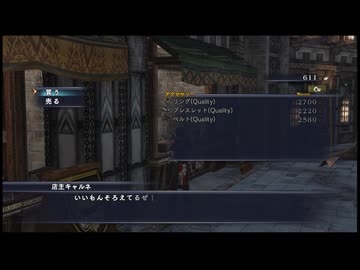 611
買う
売る
アクセサリ
リング(Quality) 2700
ブレスレット(Quality) 2220
ベルト(Quality) 2580
店主キャルネ
いいもんそろえてるぜ！